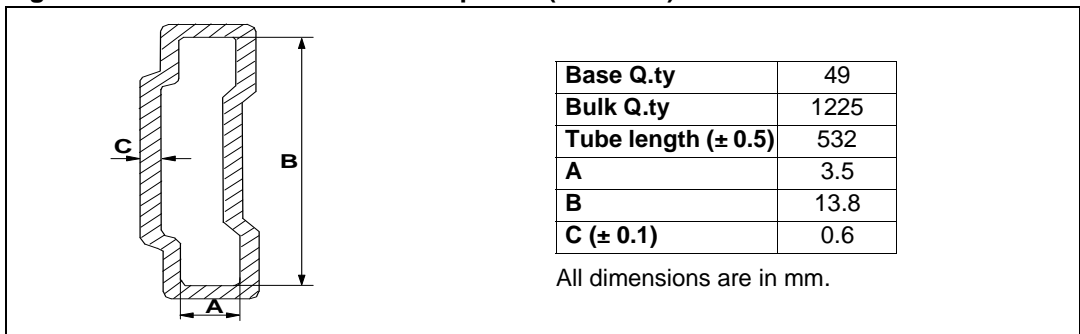 C
B
A
Base Q.ty 49
Bulk Q.ty 1225
Tube length (± 0.5) 532
A 3.5
B 13.8
C (± 0.1) 0.6
All dimensions are in mm.